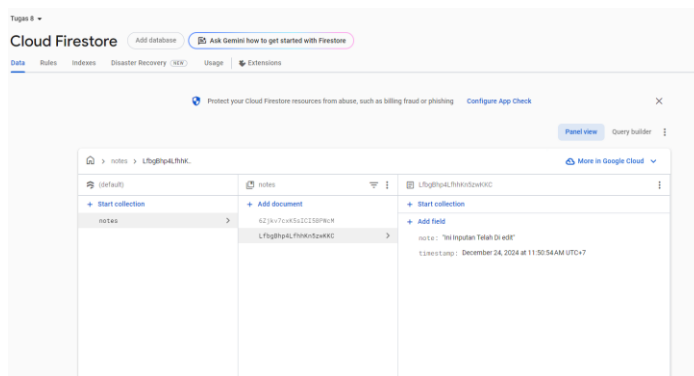 Tugas 8
Cloud Firestore Add database Ask Gemini how to get started with Firestore
Data Rules Indexes Disaster Recovery NEW Usage Extensions
Protect your Cloud Firestore resources from abuse, such as billing fraud or phishing Configure App Check
Panel view Query builder
notes > LfbgBhp4LfhhK.. More in Google Cloud
(default) notes LfbgBhp4LfhhKn5zwKKC
+ Start collection + Add document + Start collection
notes + Add field
LfbgBhp4LfhhKn5zwKKC note: "Ini Inputan Telah Di edit"
timestamp: December 24, 2024 at 11:50:54 AM UTC+7